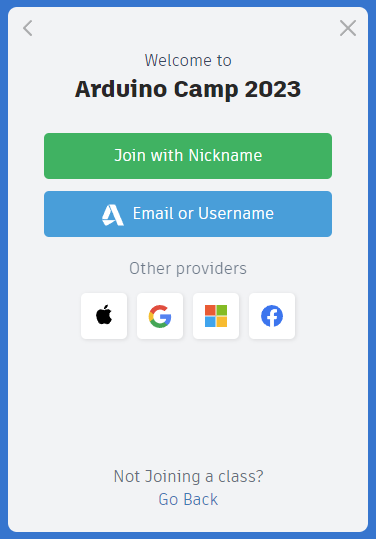 Welcome to
Arduino Camp 2023
Join with Nickname
Email or Username
Other providers
Not Joining a class?
Go Back